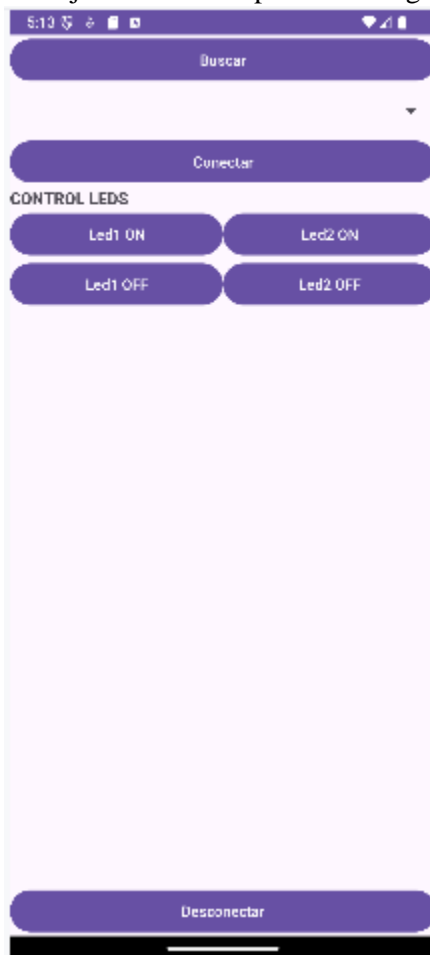 5:13
Buscar
Conectar
CONTROL LEDS
Led1 ON Led2 ON
Led1 OFF Led2 OFF
Desconectar